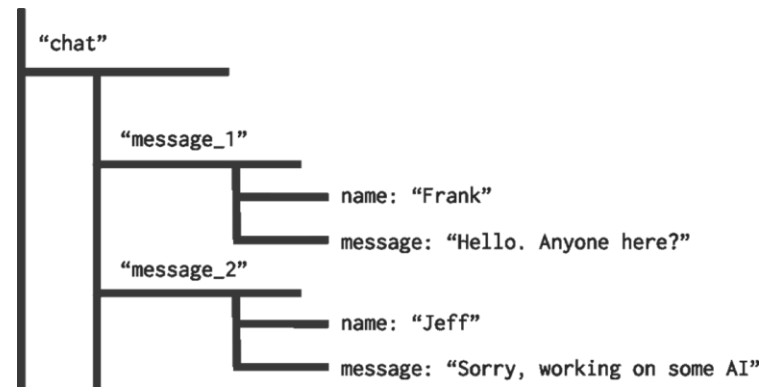 “chat”
“message_1”
name: “Frank”
message: “Hello. Anyone here?”
“message_2”
name: “Jeff”
message: “Sorry, working on some AI”